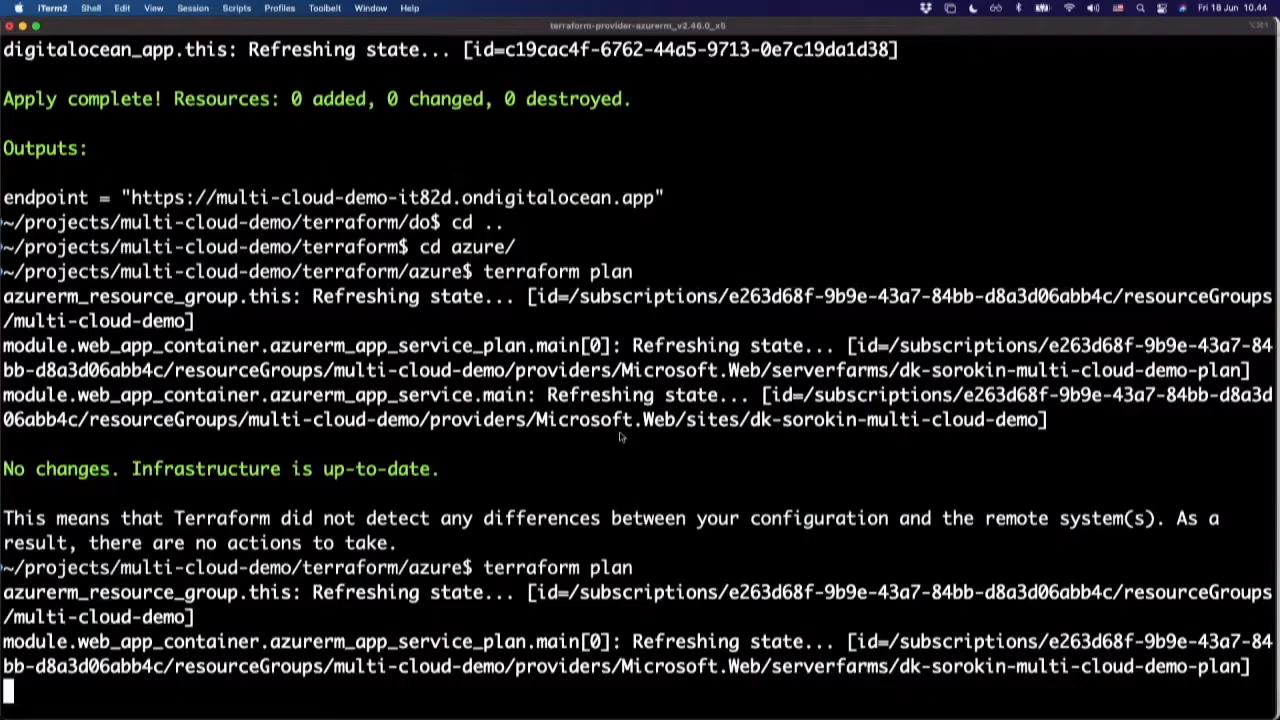 iTerm2 Shell Edit View Session Scripts Profiles Toolbelt Window Help Fri 18 Jun 10.44
terraform-provider-azurerm_v2.46.0_x5
digitalocean_app.this: Refreshing state... [id=c19cac4f-6762-44a5-9713-0e7c19da1d38]
Apply complete! Resources: 0 added, 0 changed, 0 destroyed.
Outputs:
endpoint = "https://multi-cloud-demo-it82d.ondigitalocean.app"
~/projects/multi-cloud-demo/terraform/do$ cd ..
~/projects/multi-cloud-demo/terraform$ cd azure/
~/projects/multi-cloud-demo/terraform/azure$ terraform plan
azurerm_resource_group.this: Refreshing state... [id=/subscriptions/e263d68f-9b9e-43a7-84bb-d8a3d06abb4c/resourceGroups
/multi-cloud-demo]
module.web_app_container.azurerm_app_service_plan.main[0]: Refreshing state... [id=/subscriptions/e263d68f-9b9e-43a7-84
bb-d8a3d06abb4c/resourceGroups/multi-cloud-demo/providers/Microsoft.Web/serverfarms/dk-sorokin-multi-cloud-demo-plan]
module.web_app_container.azurerm_app_service.main: Refreshing state... [id=/subscriptions/e263d68f-9b9e-43a7-84bb-d8a3d
06abb4c/resourceGroups/multi-cloud-demo/providers/Microsoft.Web/sites/dk-sorokin-multi-cloud-demo]
No changes. Infrastructure is up-to-date.
This means that Terraform did not detect any differences between your configuration and the remote system(s). As a
result, there are no actions to take.
~/projects/multi-cloud-demo/terraform/azure$ terraform plan
azurerm_resource_group.this: Refreshing state... [id=/subscriptions/e263d68f-9b9e-43a7-84bb-d8a3d06abb4c/resourceGroups
/multi-cloud-demo]
module.web_app_container.azurerm_app_service_plan.main[0]: Refreshing state... [id=/subscriptions/e263d68f-9b9e-43a7-84
bb-d8a3d06abb4c/resourceGroups/multi-cloud-demo/providers/Microsoft.Web/serverfarms/dk-sorokin-multi-cloud-demo-plan]